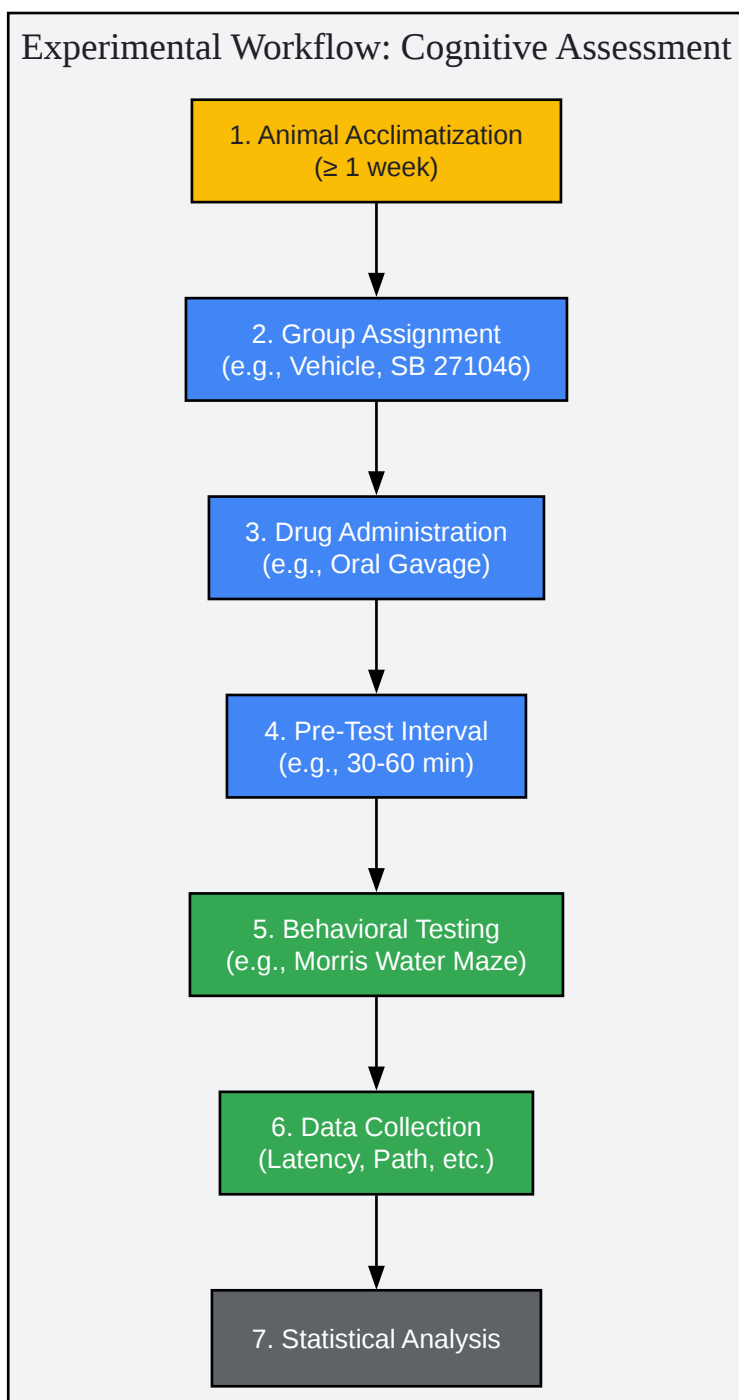 Experimental Workflow: Cognitive Assessment
1. Animal Acclimatization
(≥ 1 week)
2. Group Assignment
(e.g., Vehicle, SB 271046)
3. Drug Administration
(e.g., Oral Gavage)
4. Pre-Test Interval
(e.g., 30-60 min)
5. Behavioral Testing
(e.g., Morris Water Maze)
6. Data Collection
(Latency, Path, etc.)
7. Statistical Analysis